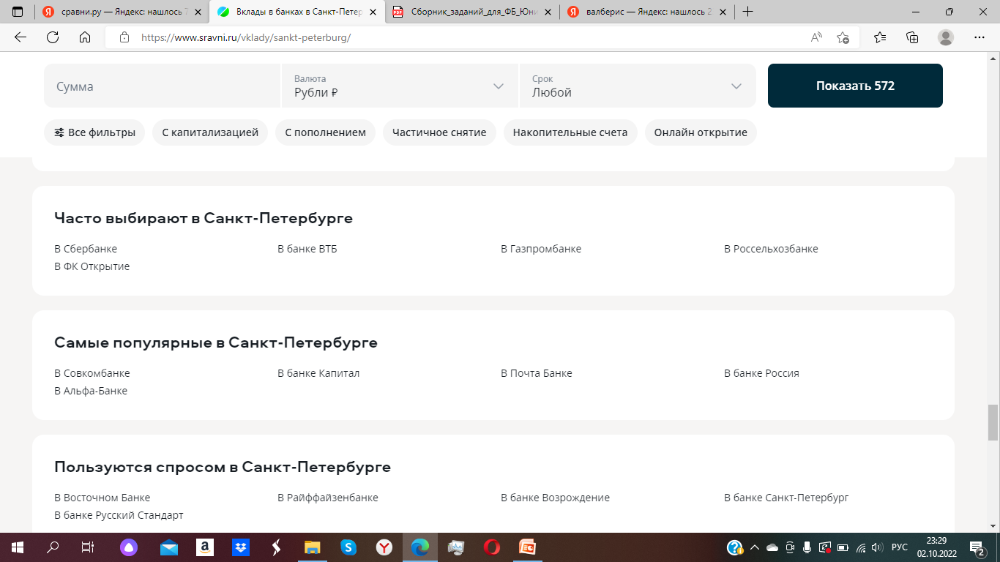 сравни.ру — Яндекс: нашлось 7
Вклады в банках в Санкт-Петер
Сборник_заданий_для_ФБ_Юни
валберис — Яндекс: нашлось 2
https://www.sravni.ru/vklady/sankt-peterburg/
Сумма
Валюта
Рубли ₽
Срок
Любой
Показать 572
Все фильтры
С капитализацией
С пополнением
Частичное снятие
Накопительные счета
Онлайн открытие
Часто выбирают в Санкт-Петербурге
В Сбербанке
В банке ВТБ
В Газпромбанке
В Россельхозбанке
В ФК Открытие
Самые популярные в Санкт-Петербурге
В Совкомбанке
В банке Капитал
В Почта Банке
В банке Россия
В Альфа-Банке
Пользуются спросом в Санкт-Петербурге
В Восточном Банке
В Райффайзенбанке
В банке Возрождение
В банке Санкт-Петербург
В банке Русский Стандарт
РУС
23:29
02.10.2022
2